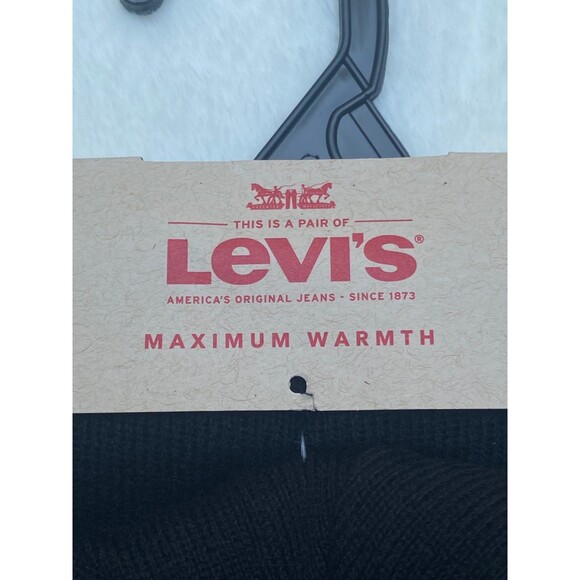 THIS IS A PAIR OF
LEVI'S®
AMERICA'S ORIGINAL JEANS - SINCE 1873
MAXIMUM WARMTH